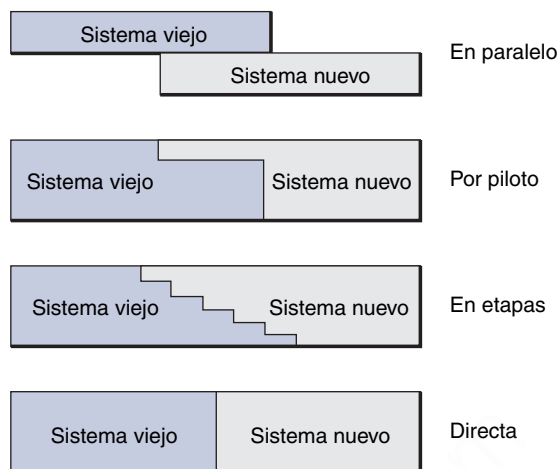 Sistema viejo
Sistema nuevo
En paralelo
Sistema viejo
Sistema nuevo
Por piloto
Sistema viejo
Sistema nuevo
En etapas
Sistema viejo
Sistema nuevo
Directa